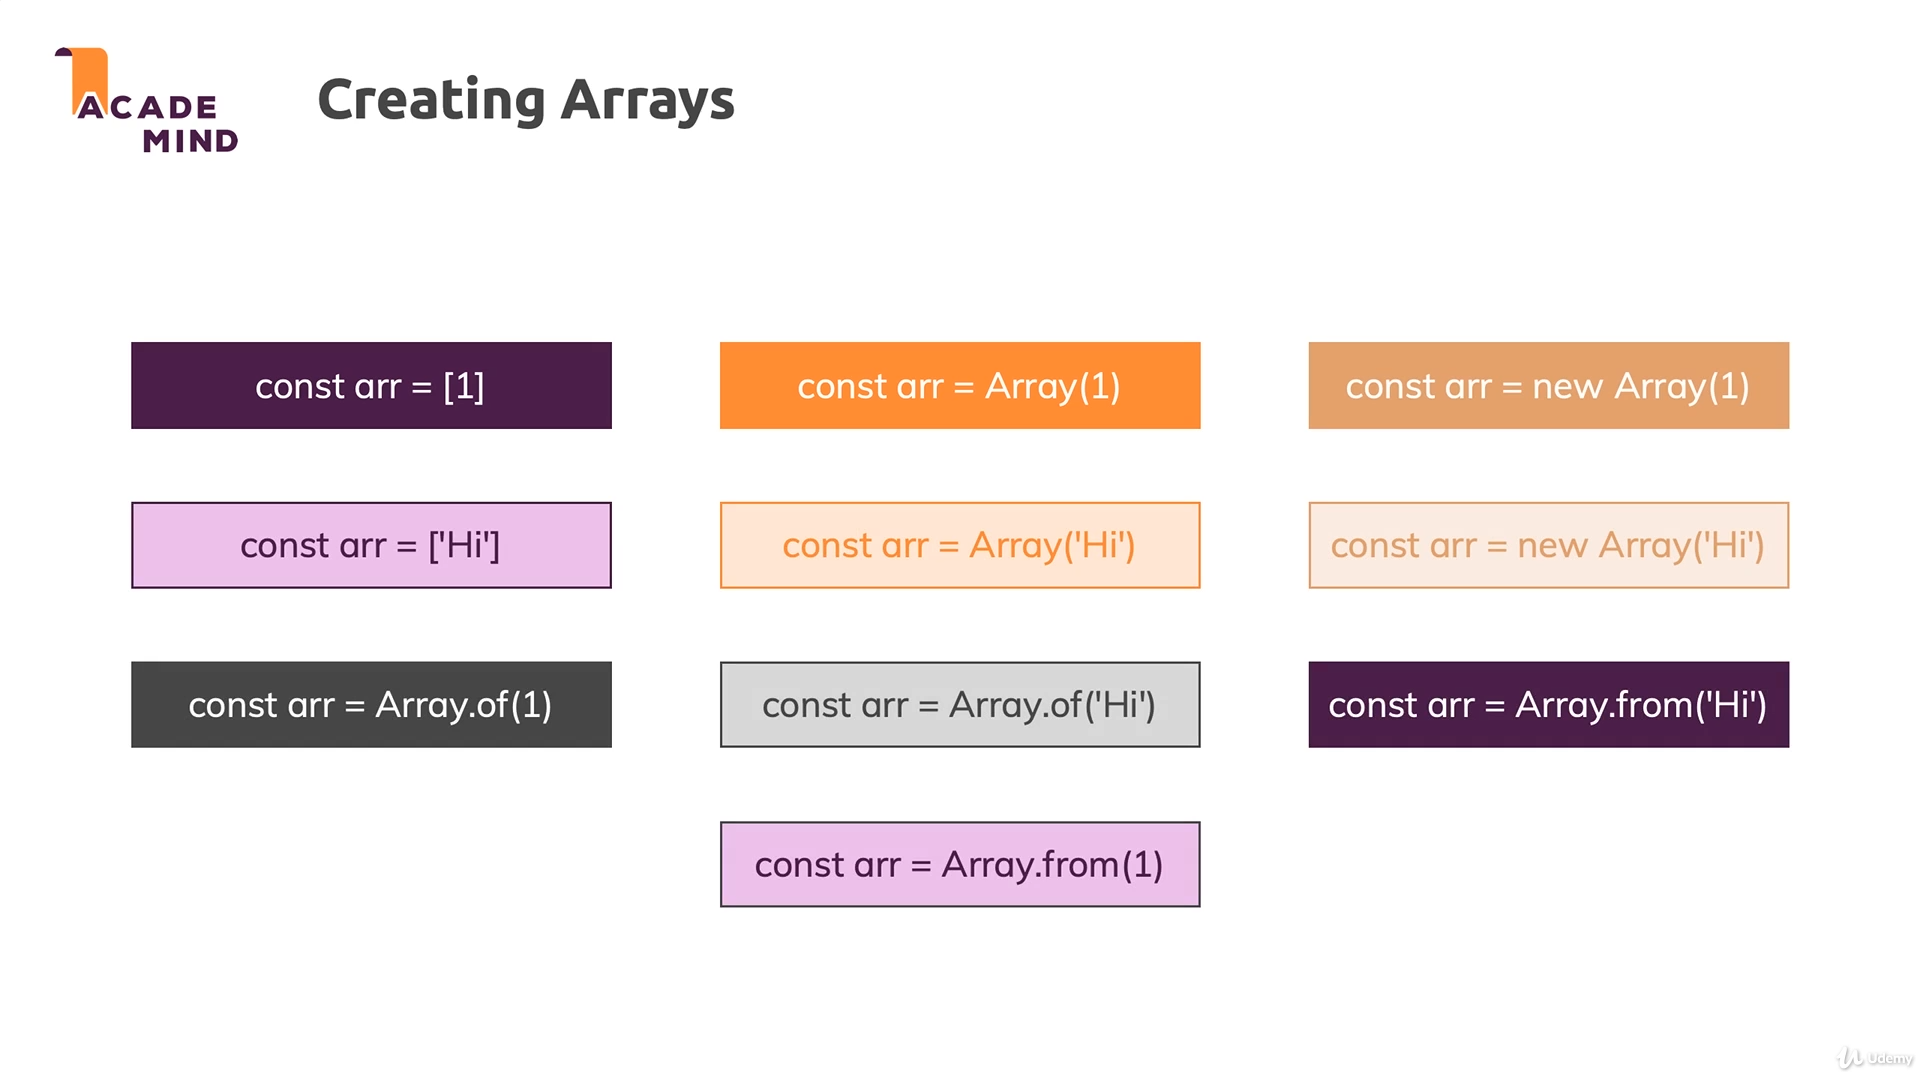 ACADE
MIND
Creating Arrays
const arr = [1]
const arr = Array(1)
const arr = new Array(1)
const arr = ['Hi']
const arr = Array('Hi')
const arr = new Array('Hi')
const arr = Array.of(1)
const arr = Array.of('Hi')
const arr = Array.from('Hi')
const arr = Array.from(1)
Udemy